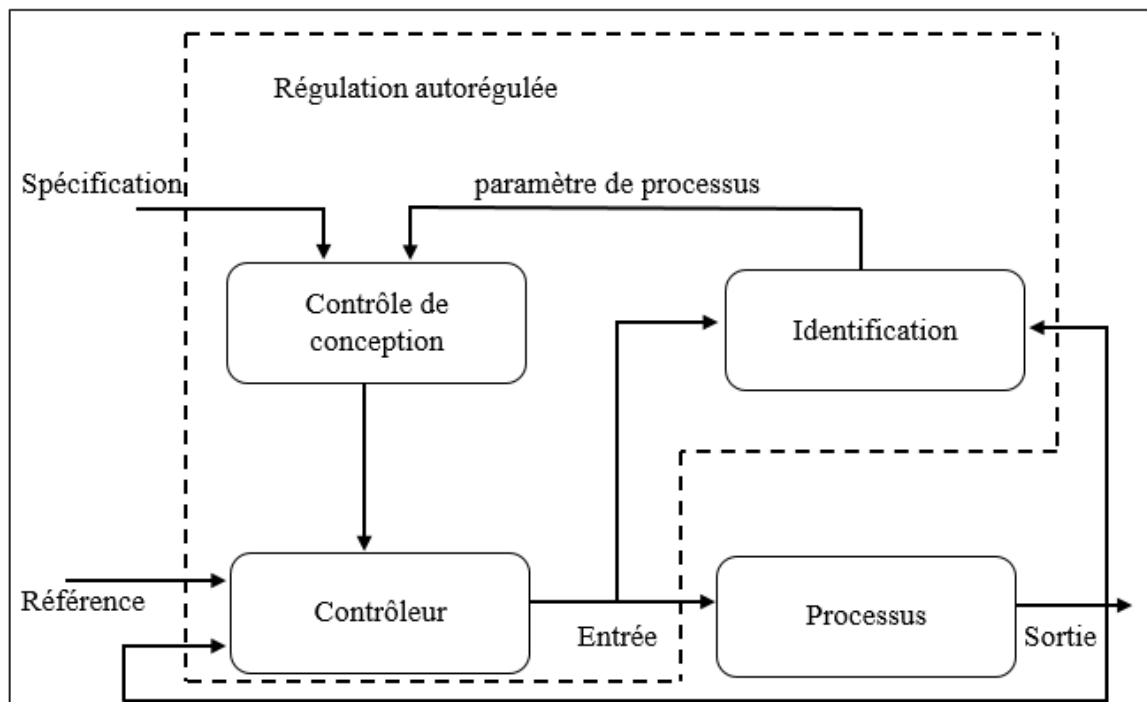 Régulation autorégulée
Spécification
paramètre de processus
Contrôle de
conception
Identification
Référence
Contrôleur
Entrée
Processus
Sortie